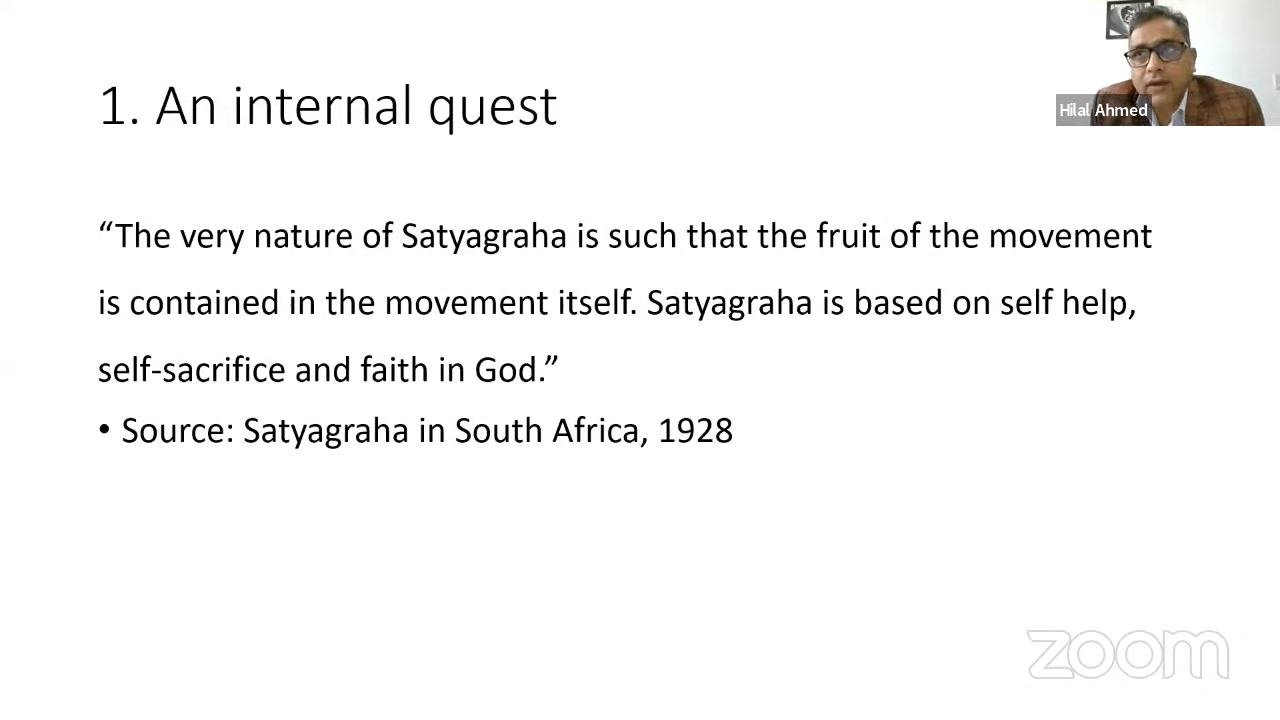 1. An internal quest
Hilal Ahmed
“The very nature of Satyagraha is such that the fruit of the movement
is contained in the movement itself. Satyagraha is based on self help,
self-sacrifice and faith in God.”
• Source: Satyagraha in South Africa, 1928
zoom